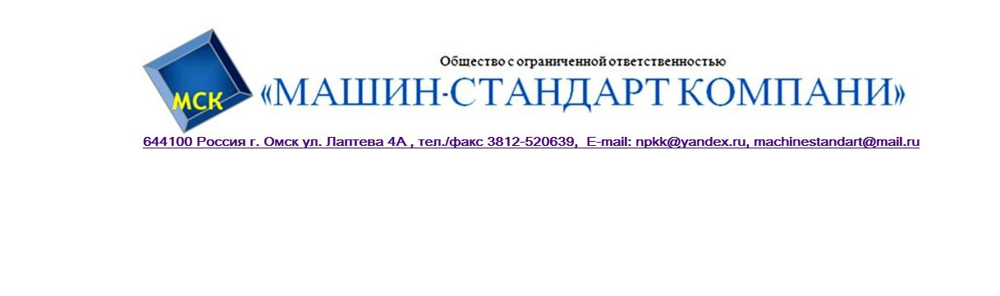 Общество с ограниченной ответственностью
МСК
«МАШИН-СТАНДАРТ КОМПАНИ»
644100 Россия г. Омск ул. Лаптева 4А , тел./факс 3812-520639, E-mail: npkk@yandex.ru, machinestandart@mail.ru